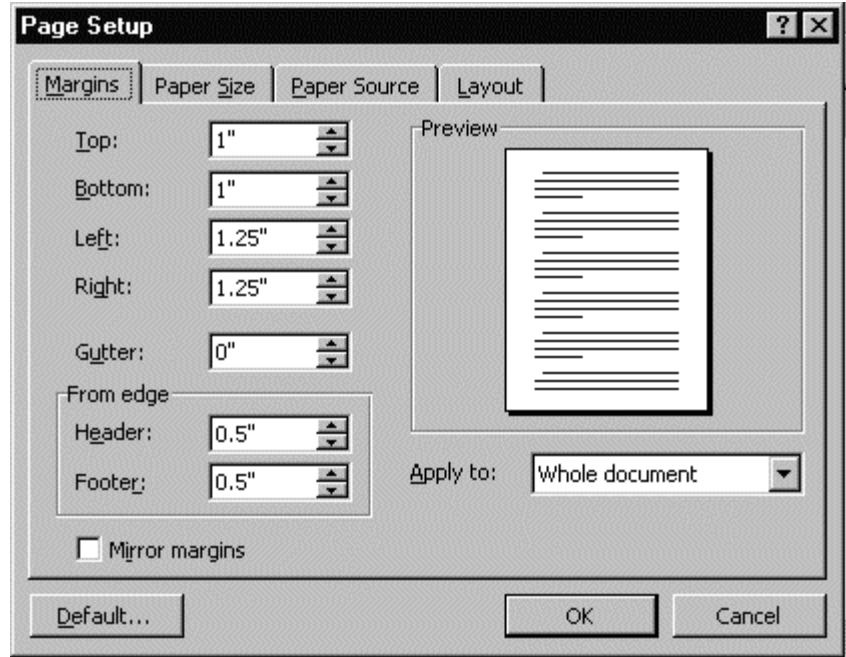 Page Setup
Margins Paper Size Paper Source Layout
Top: 1"
Bottom: 1"
Left: 1.25"
Right: 1.25"
Gutter: 0"
From edge
Header: 0.5"
Footer: 0.5"
Mirror margins
Preview
Apply to: Whole document
Default... OK Cancel